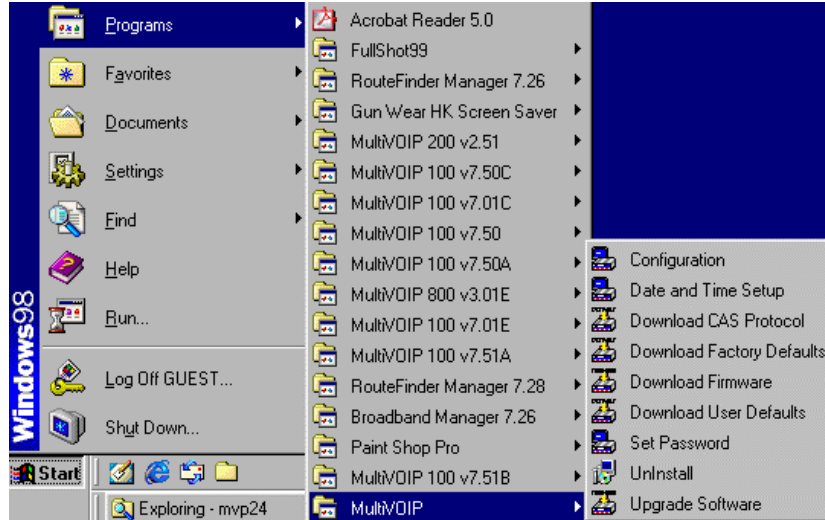 Programs
Favorites
Documents
Settings
Find
Help
Run...
Log Off GUEST...
Shut Down...
Windows98
Start
Exploring - mvp24
Acrobat Reader 5.0
FullShot99
RouteFinder Manager 7.26
Gun Wear HK Screen Saver
MultiVOIP 200 v2.51
MultiVOIP 100 v7.50C
MultiVOIP 100 v7.01C
MultiVOIP 100 v7.50
MultiVOIP 100 v7.50A
MultiVOIP 800 v3.01E
MultiVOIP 100 v7.01E
MultiVOIP 100 v7.51A
RouteFinder Manager 7.28
Broadband Manager 7.26
Paint Shop Pro
MultiVOIP 100 v7.51B
MultiVOIP
Configuration
Date and Time Setup
Download CAS Protocol
Download Factory Defaults
Download Firmware
Download User Defaults
Set Password
UnInstall
Upgrade Software